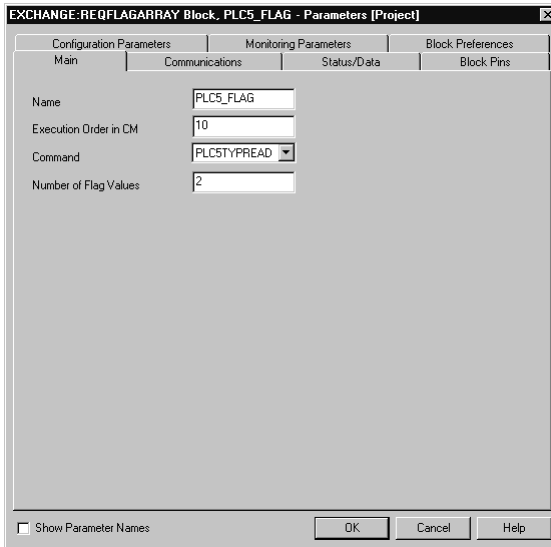 EXCHANGE:REQFLAGARRAY Block, PLC5_FLAG - Parameters [Project]
Configuration Parameters Monitoring Parameters Block Preferences
Main Communications Status/Data Block Pins
Name PLC5_FLAG
Execution Order in CM 10
Command PLC5TYPREAD
Number of Flag Values 2
Show Parameter Names OK Cancel Help